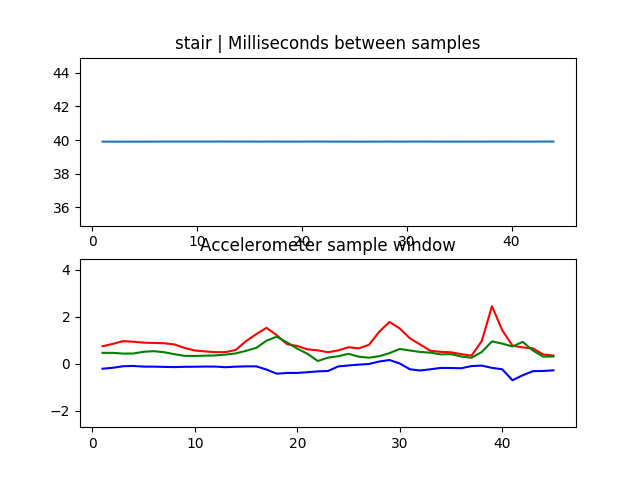 stair | Milliseconds between samples
44
42
40
38
36
0 10 20 30 40
Accelerometer sample window
4
2
0
−2
0 10 20 30 40